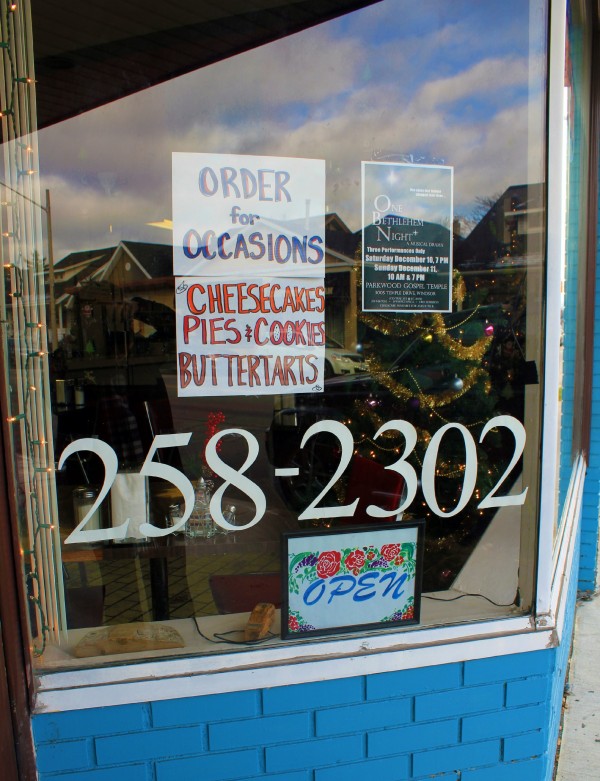 ORDER
for
OCCASIONS
CHEESECAKES
PIES & COOKIES
BUTTERTARTS
ONE
BETHLEHEM
NIGHT
A MUSICAL DRAMA
Three Performances Only
Saturday December 10, 7 PM
Sunday December 11,
10 AM & 7 PM
PARKWOOD GOSPEL TEMPLE
258-2302
OPEN